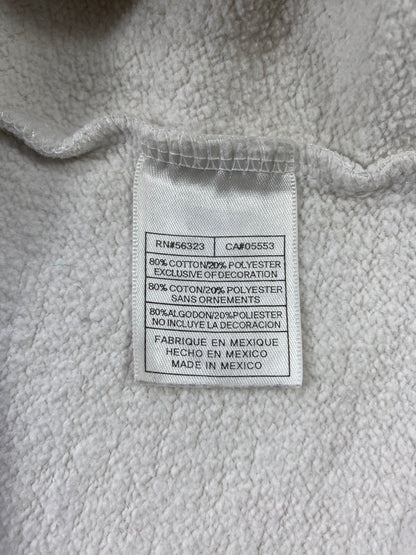 RN#56323 CA#05553
80% COTTON/20% POLYESTER
EXCLUSIVE OF DECORATION
80% COTON/20% POLYESTER
SANS ORNEMENTS
80%ALGODON/20%POLIESTER
NO INCLUYE LA DECORACION
FABRIQUE EN MEXIQUE
HECHO EN MEXICO
MADE IN MEXICO